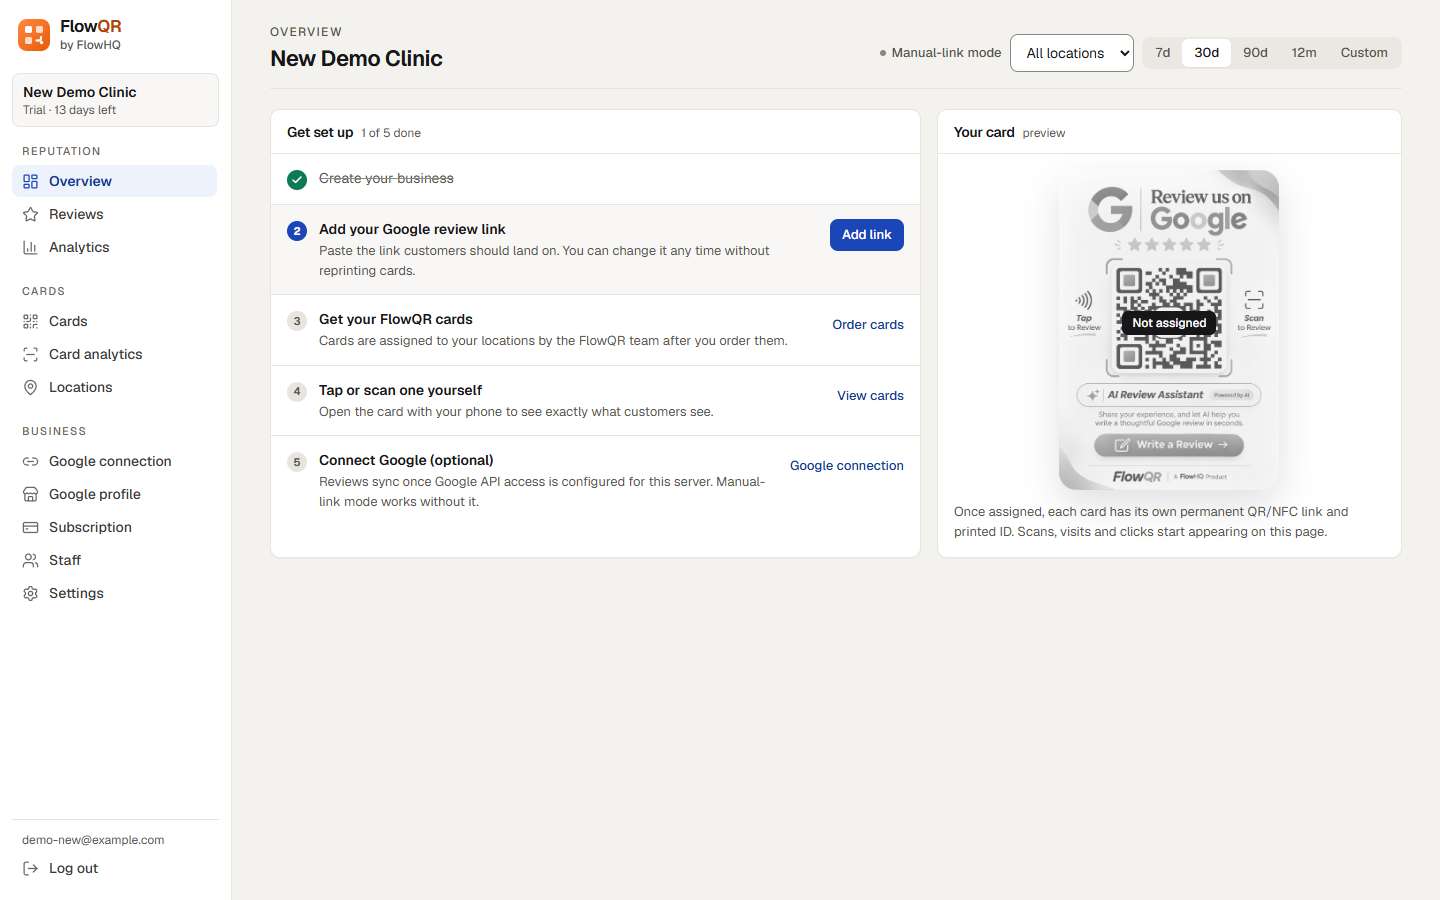 FlowQR
by FlowHQ
New Demo Clinic
Trial · 13 days left
REPUTATION
Overview
Reviews
Analytics
CARDS
Cards
Card analytics
Locations
BUSINESS
Google connection
Google profile
Subscription
Staff
Settings
demo-new@example.com
Log out
OVERVIEW
New Demo Clinic
Manual-link mode
All locations
7d
30d
90d
12m
Custom
Get set up 1 of 5 done
Create your business
2
Add your Google review link
Paste the link customers should land on. You can change it any time without
reprinting cards.
Add link
3
Get your FlowQR cards
Cards are assigned to your locations by the FlowQR team after you order them.
Order cards
4
Tap or scan one yourself
Open the card with your phone to see exactly what customers see.
View cards
5
Connect Google (optional)
Reviews sync once Google API access is configured for this server. Manual-
link mode works without it.
Google connection
Your card preview
G
Review us on
Google
Tap
to Review
Not assigned
Scan
to Review
AI Review Assistant
Powered by AI
Share your experience, and let AI help you
write a thoughtful Google review in seconds.
Write a Review →
FlowQR
A FlowHQ Product
Once assigned, each card has its own permanent QR/NFC link and
printed ID. Scans, visits and clicks start appearing on this page.